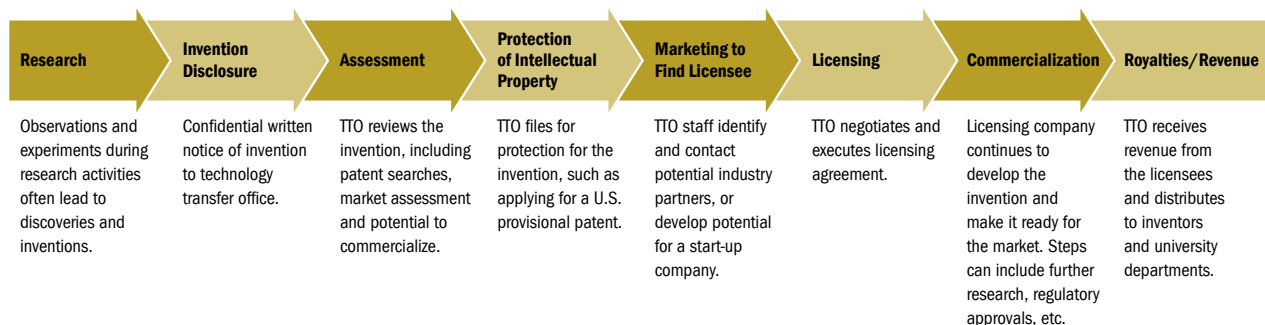 Research
Invention
Disclosure
Assessment
Protection
of Intellectual
Property
Marketing to
Find Licensee
Licensing
Commercialization
Royalties/Revenue
Observations and
experiments during
research activities
often lead to
discoveries and
inventions.
Confidential written
notice of invention
to technology
transfer office.
TTO reviews the
invention, including
patent searches,
market assessment
and potential to
commercialize.
TTO files for
protection for the
invention, such as
applying for a U.S.
provisional patent.
TTO staff identify
and contact
potential industry
partners, or
develop potential
for a start-up
company.
TTO negotiates and
executes licensing
agreement.
Licensing company
continues to
develop the
invention and
make it ready for
the market. Steps
can include further
research, regulatory
approvals, etc.
TTO receives
revenue from
the licensees
and distributes
to inventors
and university
departments.